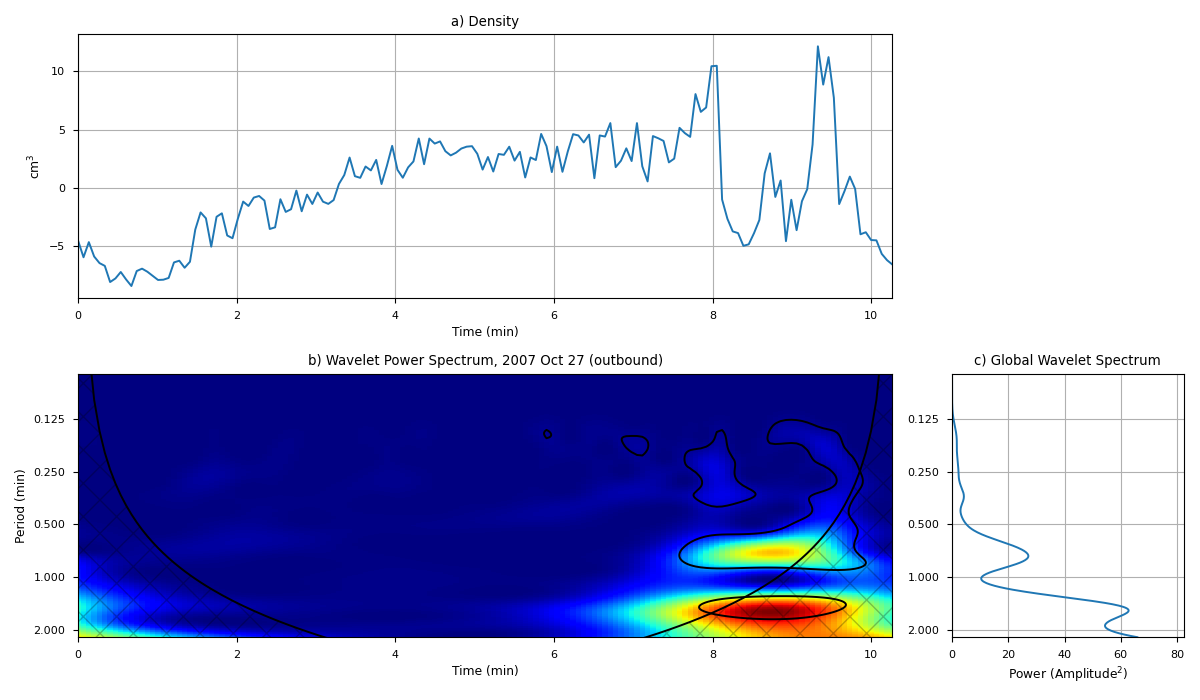 a) Density
10
5
0
−5
cm³
0 2 4 6 8 10
Time (min)
b) Wavelet Power Spectrum, 2007 Oct 27 (outbound)
0.125
0.250
0.500
1.000
2.000
Period (min)
0 2 4 6 8 10
Time (min)
c) Global Wavelet Spectrum
0.125
0.250
0.500
1.000
2.000
0 20 40 60 80
Power (Amplitude²)